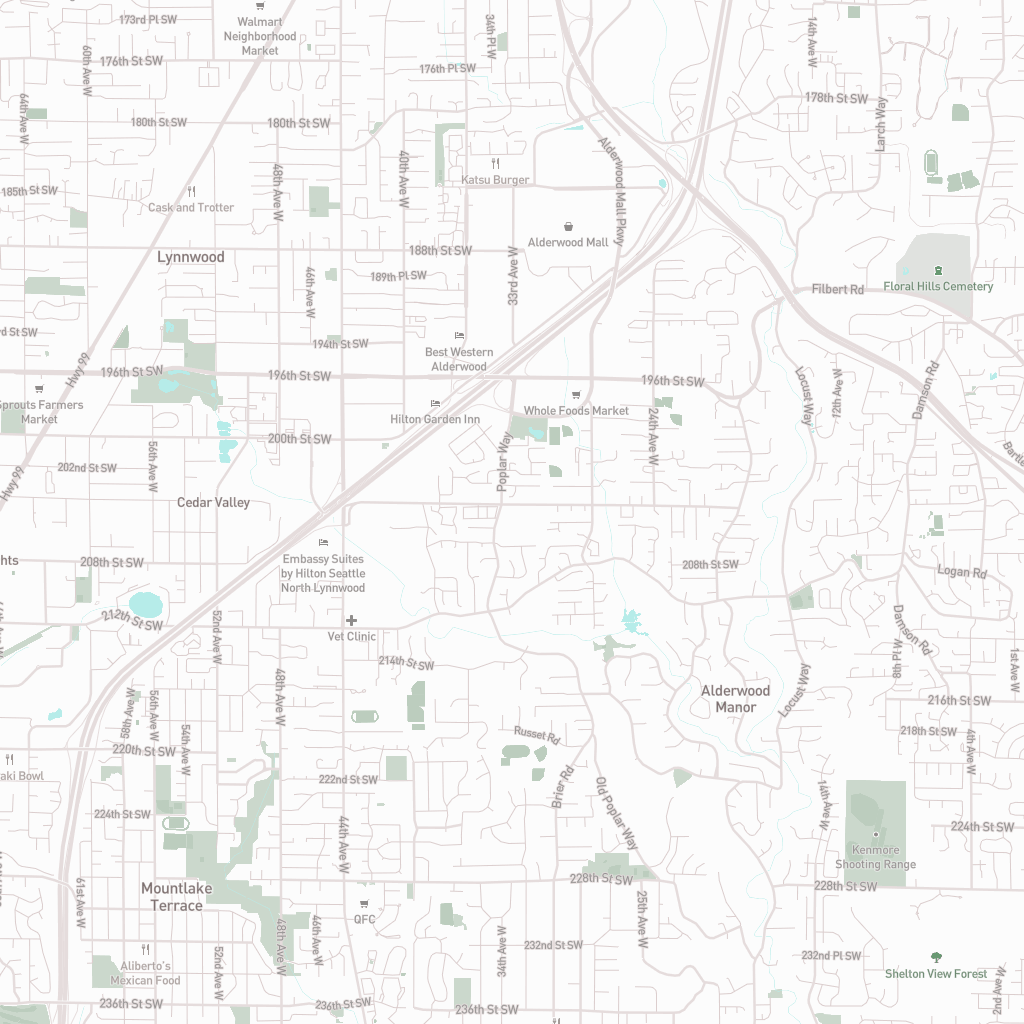 173rd Pl SW
Walmart
Neighborhood
Market
34th Pl W
14th Ave W
60th Ave W
176th St SW
176th Pl SW
178th St SW
64th Ave W
180th St SW
180th St SW
Larch Way
Alderwood Mall Pkwy
40th Ave W
Katsu Burger
48th Ave W
185th St SW
Cask and Trotter
Alderwood Mall
188th St SW
Lynnwood
33rd Ave W
189th Pl SW
46th Ave W
Filbert Rd
Floral Hills Cemetery
194th St SW
Best Western
Alderwood
Hwy 99
196th St SW
196th St SW
196th St SW
Locust Way
12th Ave W
Damson Rd
Sprouts Farmers
Market
Hilton Garden Inn
Whole Foods Market
24th Ave W
200th St SW
Poplar Way
56th Ave W
202nd St SW
Hwy 99
Cedar Valley
208th St SW
Embassy Suites
by Hilton Seattle
North Lynnwood
208th St SW
Logan Rd
212th St SW
52nd Ave W
Vet Clinic
Damson Rd
8th Pl W
1st Ave W
214th St SW
48th Ave W
Alderwood
Manor
Locust Way
216th St SW
58th Ave W
56th Ave W
54th Ave W
220th St SW
Russet Rd
218th St SW
4th Ave W
222nd St SW
Brier Rd
Old Poplar Way
14th Ave W
224th St SW
44th Ave W
224th St SW
Kenmore
Shooting Range
228th St SW
228th St SW
61st Ave W
Mountlake
Terrace
QFC
25th Ave W
48th Ave W
46th Ave W
34th Ave W
232nd St SW
232nd Pl SW
52nd Ave W
Aliberto's
Mexican Food
Shelton View Forest
2nd Ave W
236th St SW
236th St SW
236th St SW